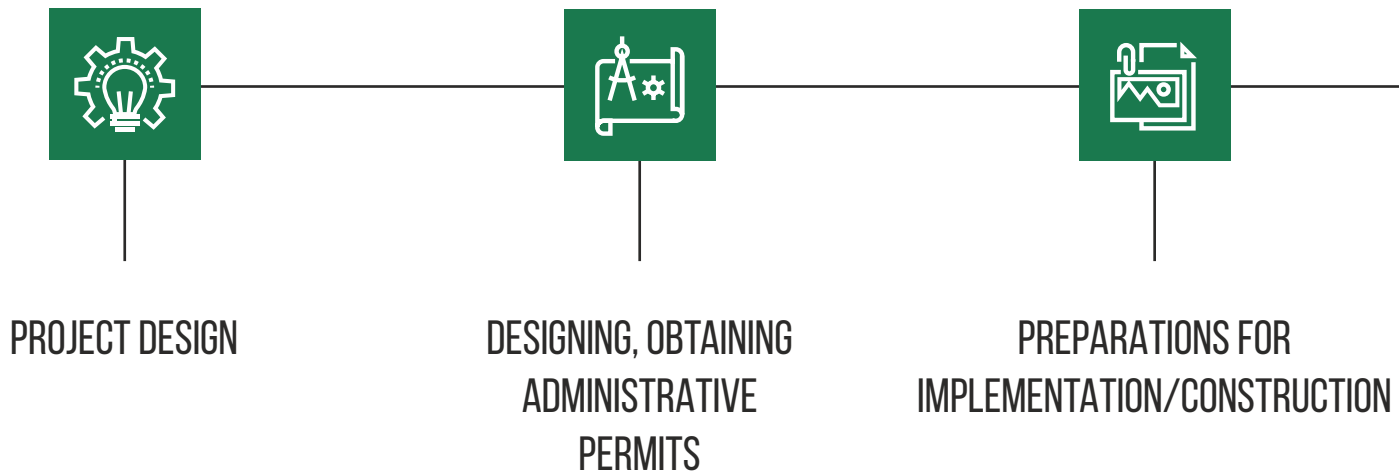 PROJECT DESIGN
DESIGNING, OBTAINING
ADMINISTRATIVE
PERMITS
PREPARATIONS FOR
IMPLEMENTATION/CONSTRUCTION